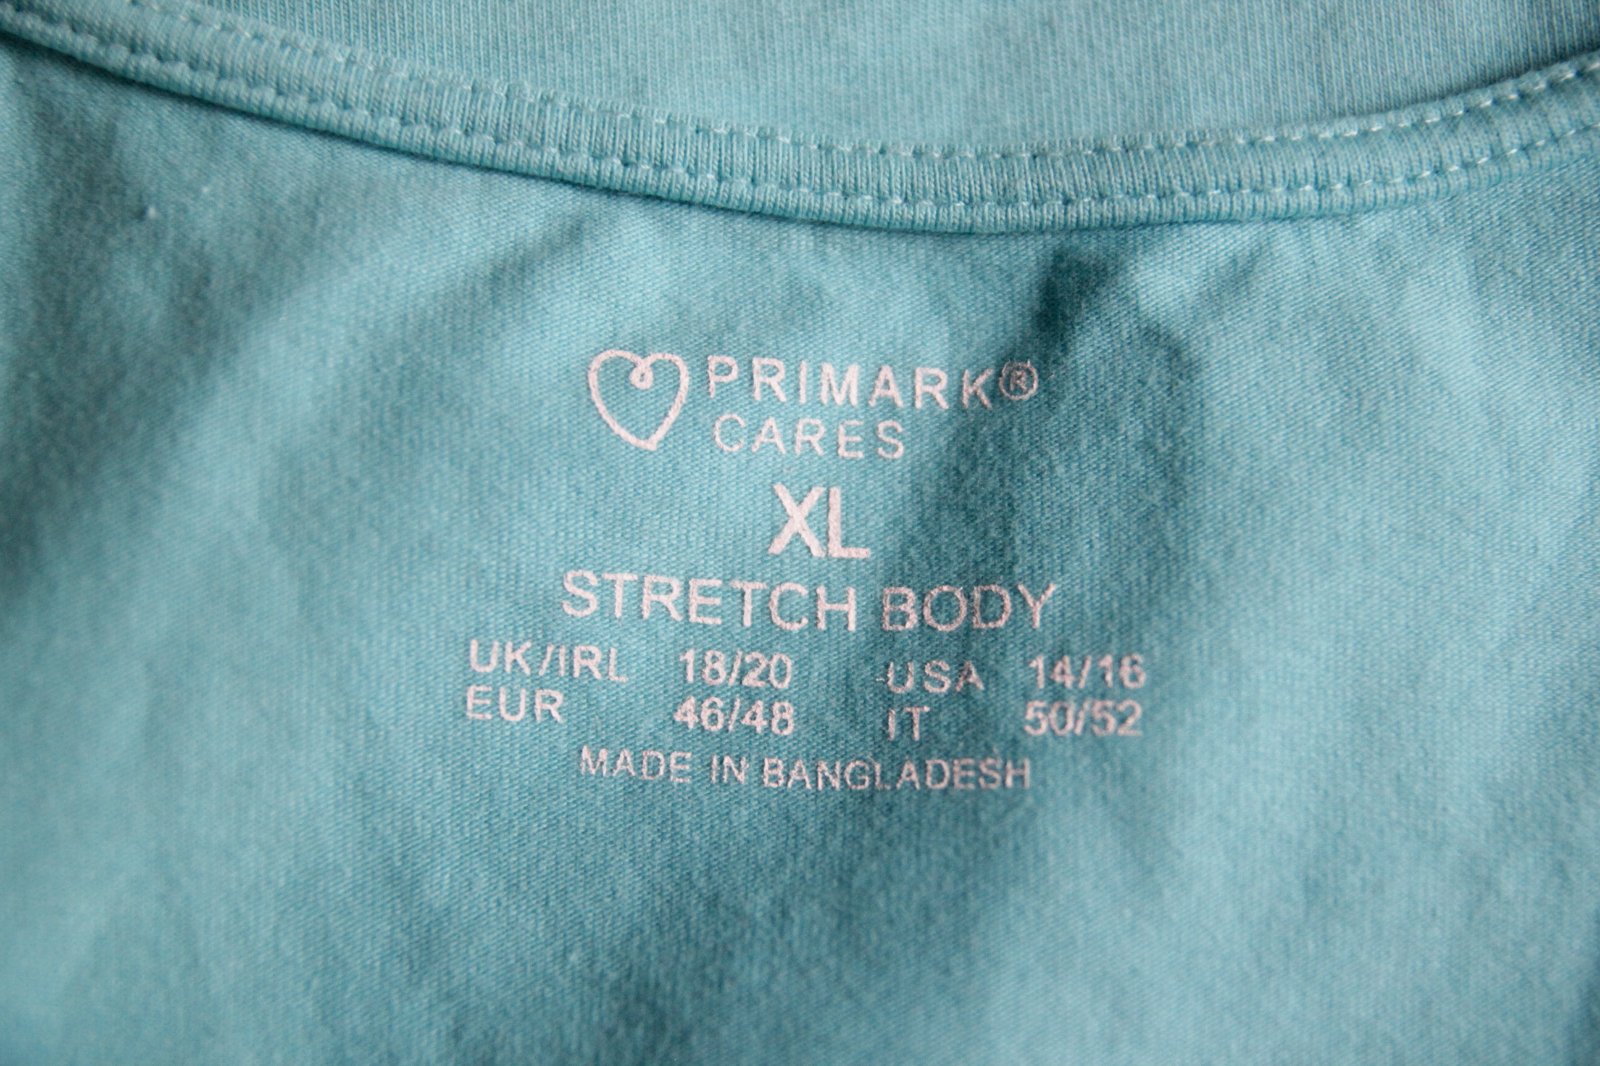 PRIMARK®
CARES
XL
STRETCH BODY
UK/IRL 18/20 USA 14/16
EUR 46/48 IT 50/52
MADE IN BANGLADESH